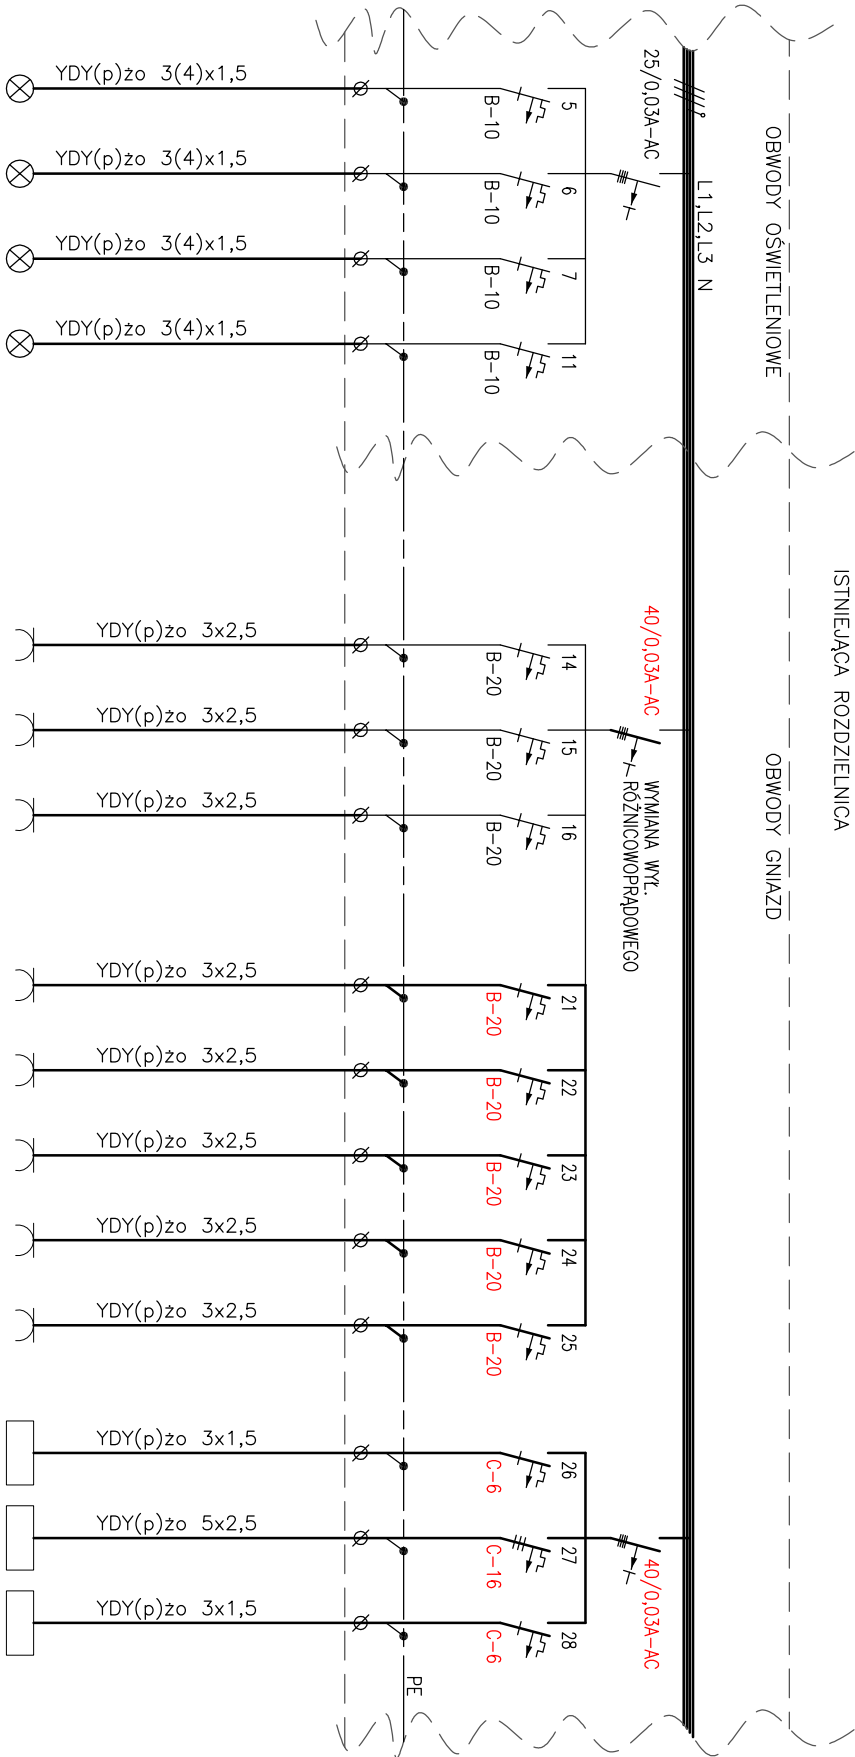 ISTNIEJĄCA ROZDZIELNICA
OBWODY OŚWIETLENIOWE
OBWODY GNIAZD
L1,L2,L3 N
25/0,03A-AC
40/0,03A-AC
WYMIANA WYŁ.
RÓŻNICOWOPRĄDOWEGO
40/0,03A-AC
5
6
7
11
14
15
16
21
22
23
24
25
26
27
28
B-10
B-10
B-10
B-10
B-20
B-20
B-20
B-20
B-20
B-20
B-20
B-20
C-6
C-16
C-6
PE
YDY(p)żo 3(4)x1,5
YDY(p)żo 3(4)x1,5
YDY(p)żo 3(4)x1,5
YDY(p)żo 3(4)x1,5
YDY(p)żo 3x2,5
YDY(p)żo 3x2,5
YDY(p)żo 3x2,5
YDY(p)żo 3x2,5
YDY(p)żo 3x2,5
YDY(p)żo 3x2,5
YDY(p)żo 3x2,5
YDY(p)żo 3x2,5
YDY(p)żo 3x1,5
YDY(p)żo 5x2,5
YDY(p)żo 3x1,5